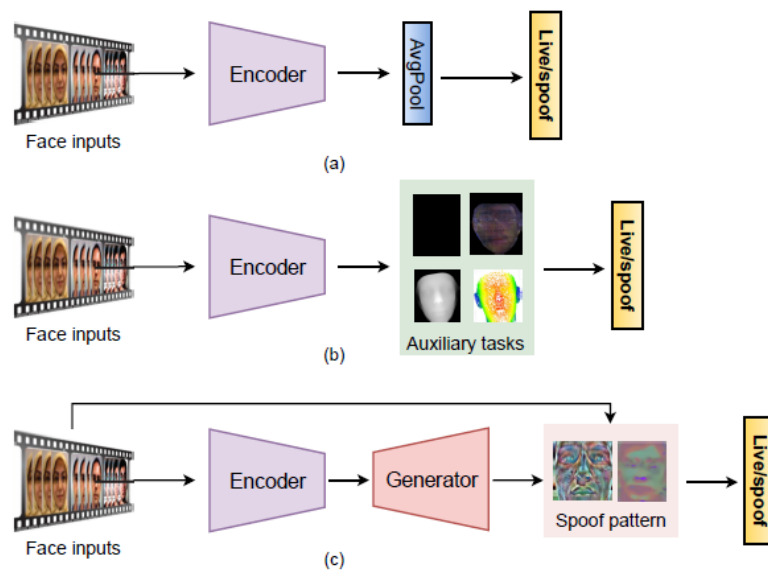 Face inputs
Encoder
AvgPool
Live/spoof
(a)
Face inputs
Encoder
Auxiliary tasks
Live/spoof
(b)
Face inputs
Encoder
Generator
Spoof pattern
Live/spoof
(c)